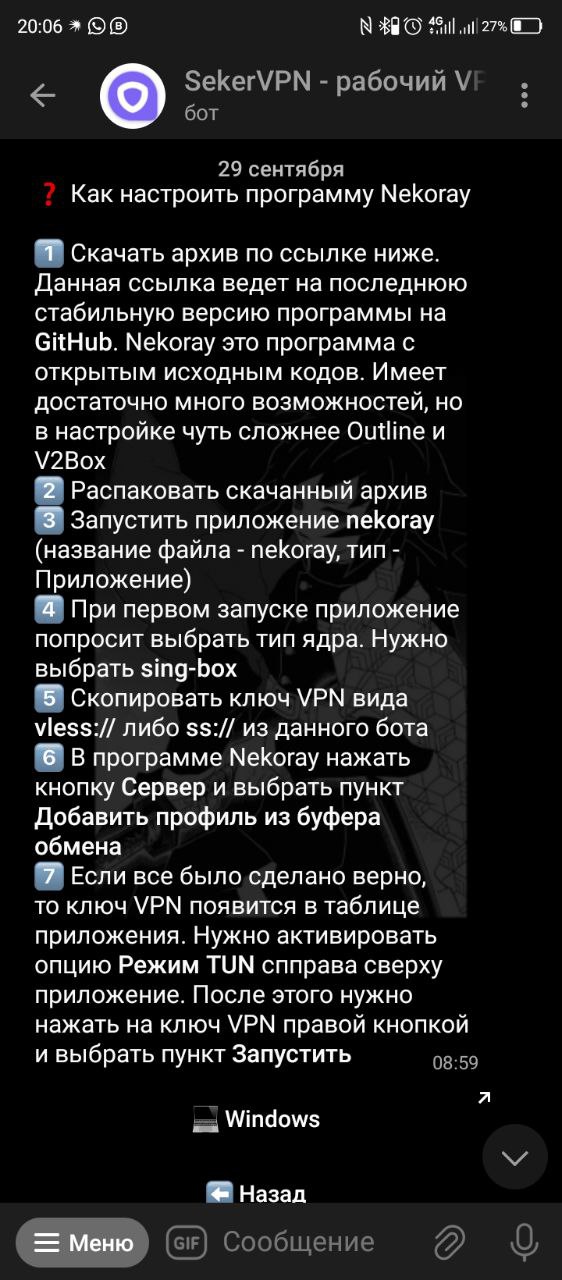 20:06
4G
27%
SekerVPN - рабочий VP
бот
29 сентября
❓ Как настроить программу Nekoray
1 Скачать архив по ссылке ниже.
Данная ссылка ведет на последнюю
стабильную версию программы на
GitHub. Nekoray это программа с
открытым исходным кодов. Имеет
достаточно много возможностей, но
в настройке чуть сложнее Outline и
V2Box
2 Распаковать скачанный архив
3 Запустить приложение nekoray
(название файла - nekoray, тип -
Приложение)
4 При первом запуске приложение
попросит выбрать тип ядра. Нужно
выбрать sing-box
5 Скопировать ключ VPN вида
vless:// либо ss:// из данного бота
6 В программе Nekoray нажать
кнопку Сервер и выбрать пункт
Добавить профиль из буфера
обмена
7 Если все было сделано верно,
то ключ VPN появится в таблице
приложения. Нужно активировать
опцию Режим TUN спправа сверху
приложение. После этого нужно
нажать на ключ VPN правой кнопкой
и выбрать пункт Запустить
08:59
Windows
Назад
Меню
GIF
Сообщение